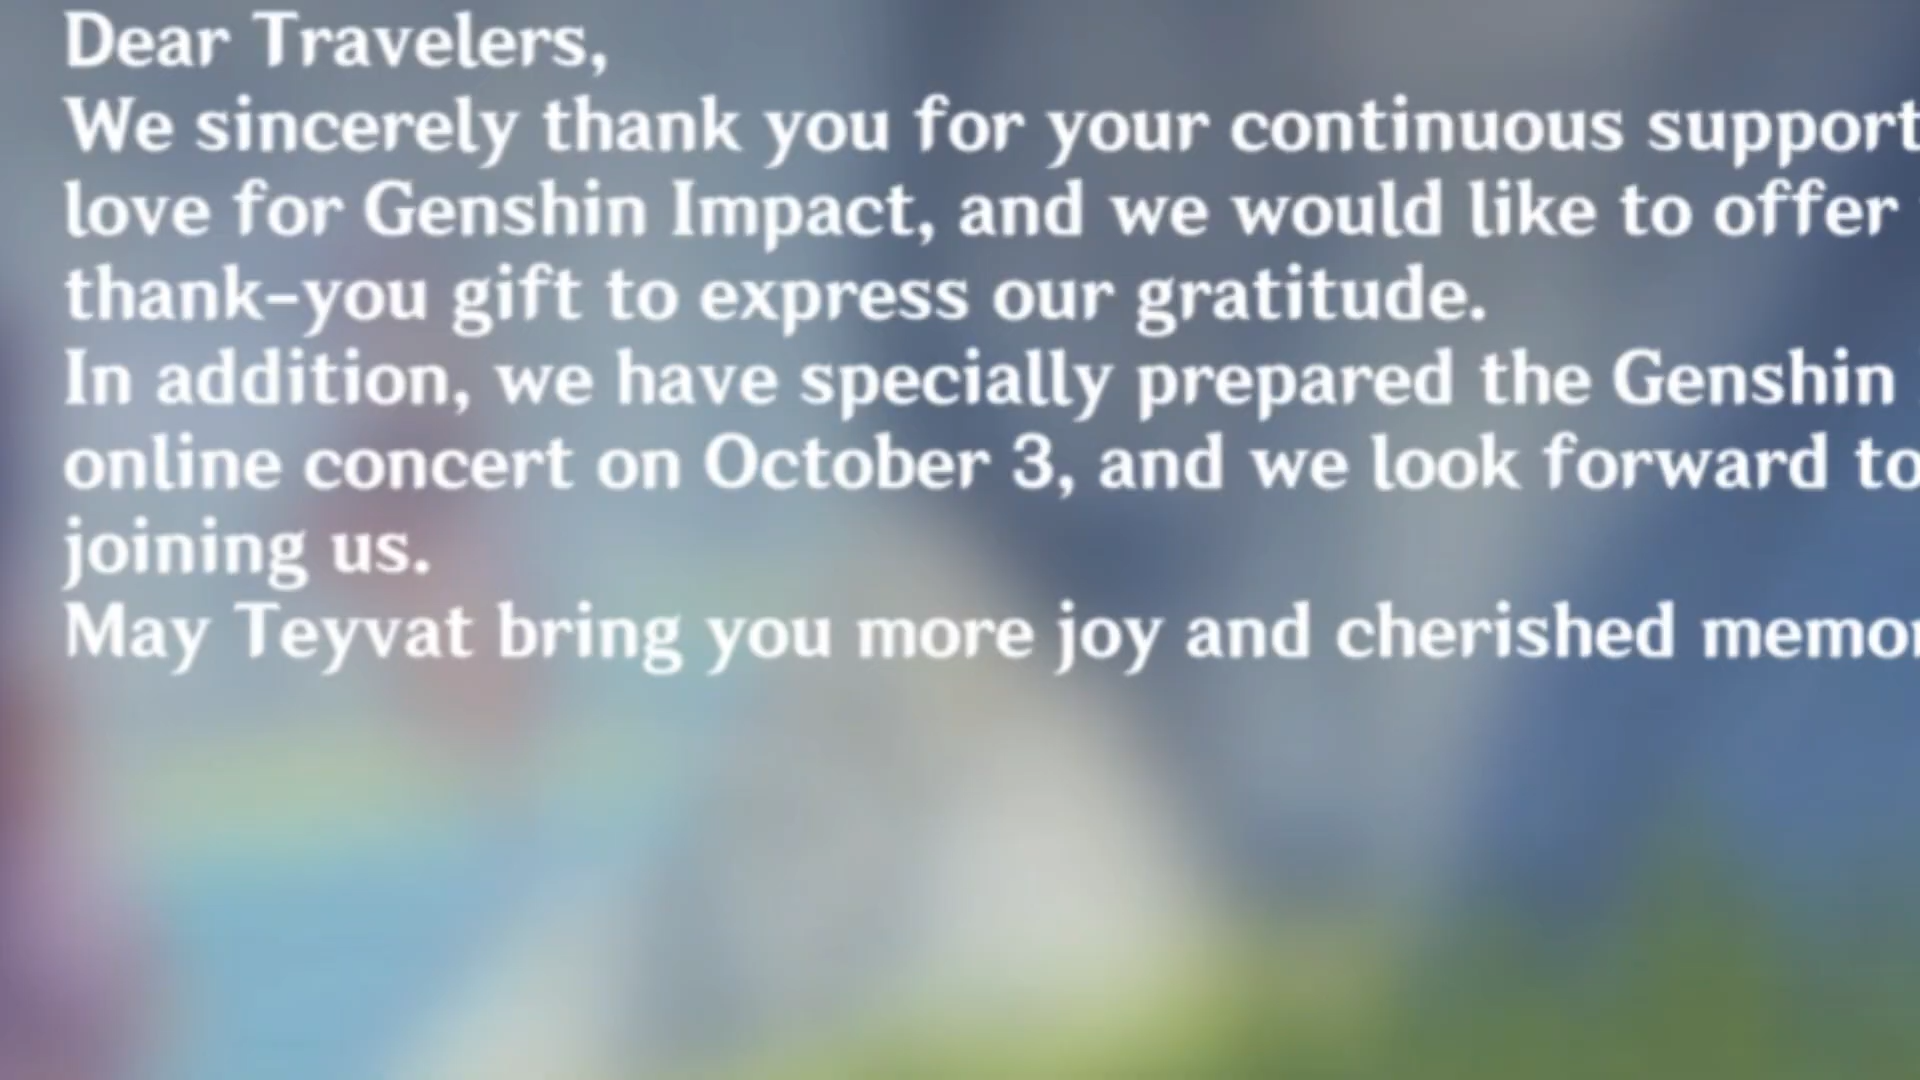 Dear Travelers,
We sincerely thank you for your continuous support
love for Genshin Impact, and we would like to offer
thank-you gift to express our gratitude.
In addition, we have specially prepared the Genshin
online concert on October 3, and we look forward to
joining us.
May Teyvat bring you more joy and cherished